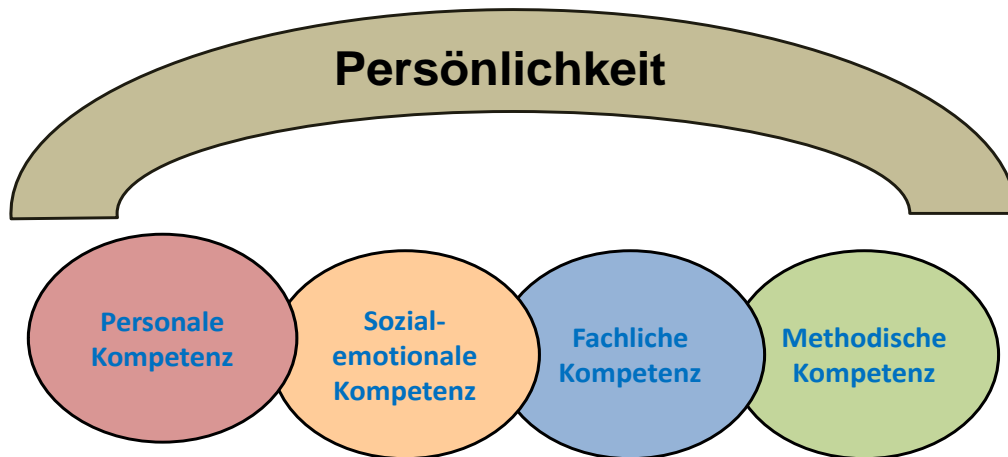 Persönlichkeit
Personale
Kompetenz
Sozial-
emotionale
Kompetenz
Fachliche
Kompetenz
Methodische
Kompetenz